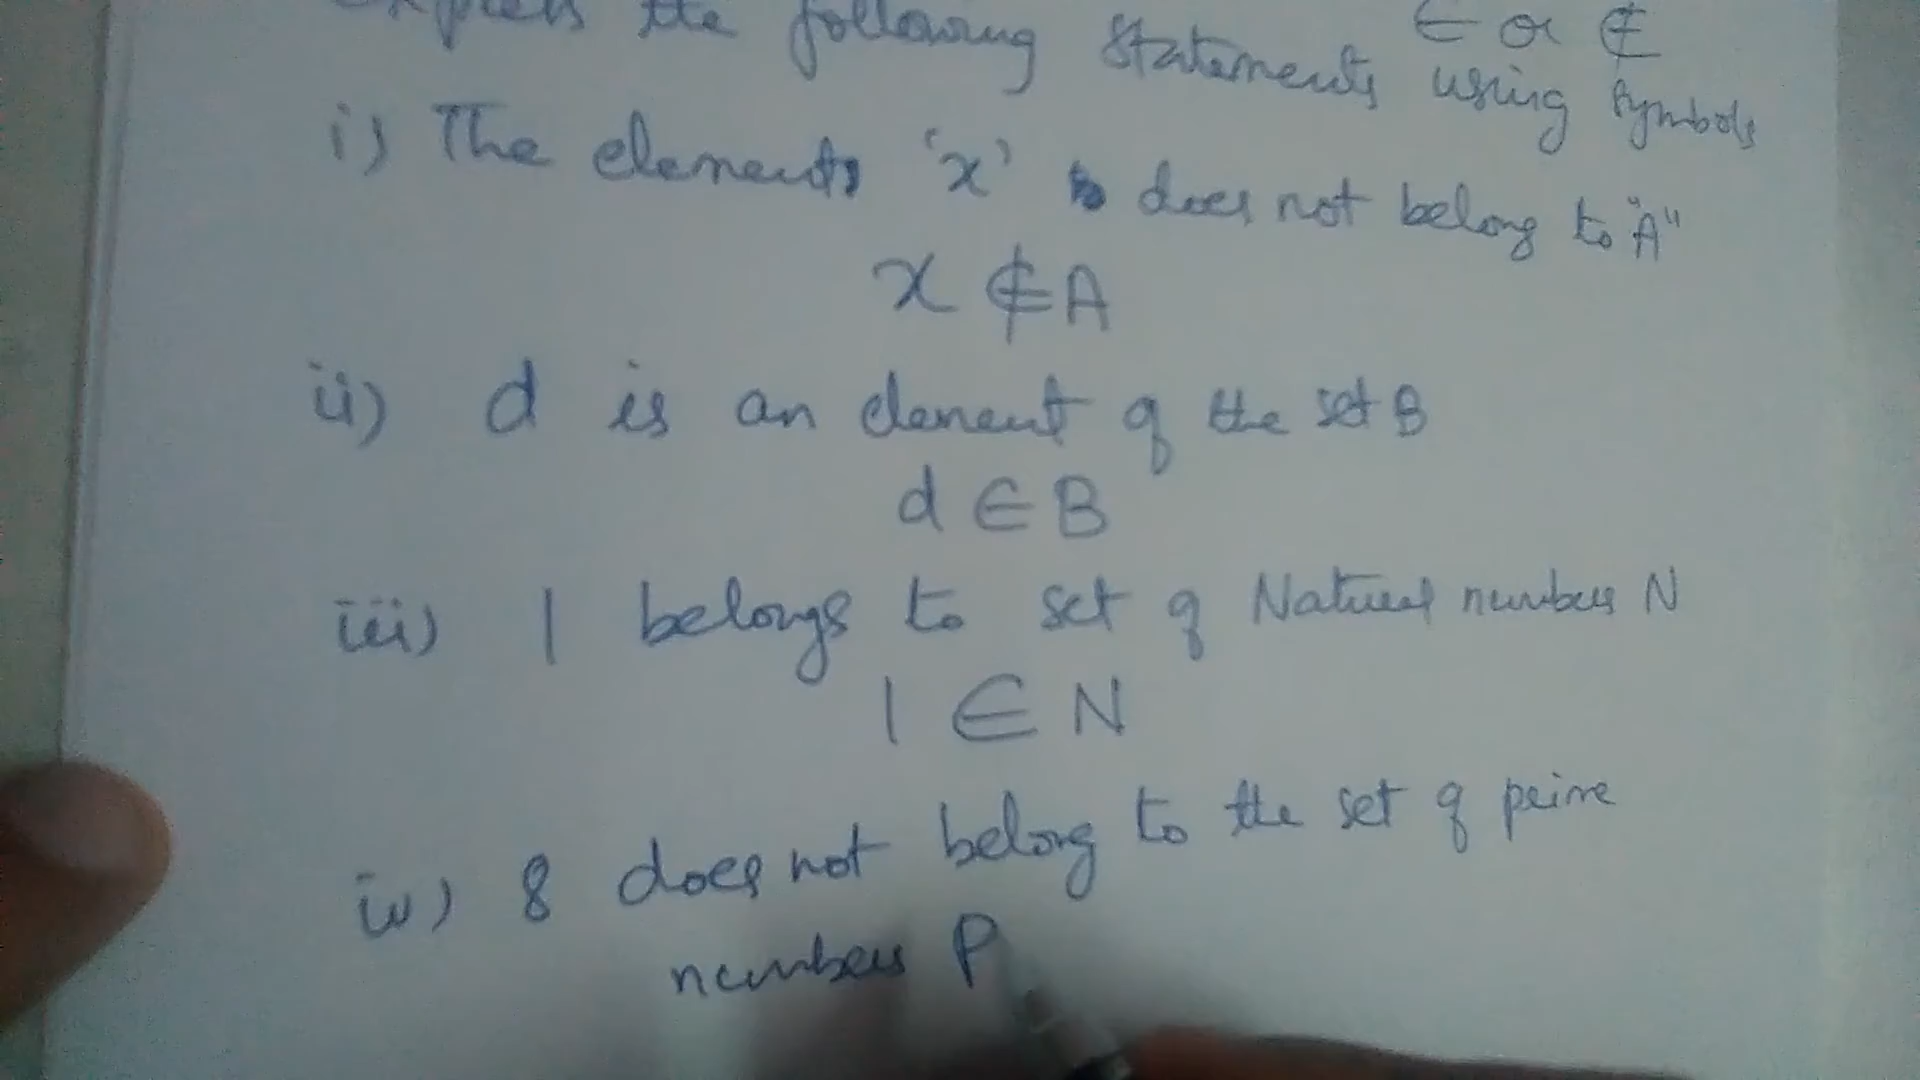 Express the following Statements using Symbols
∈ or ∉
i) The elements 'x' does not belong to "A"
x ∉ A
ii) d is an element of the set B
d ∈ B
iii) 1 belongs to set of Natural numbers N
1 ∈ N
iv) 8 does not belong to the set of prime
numbers P